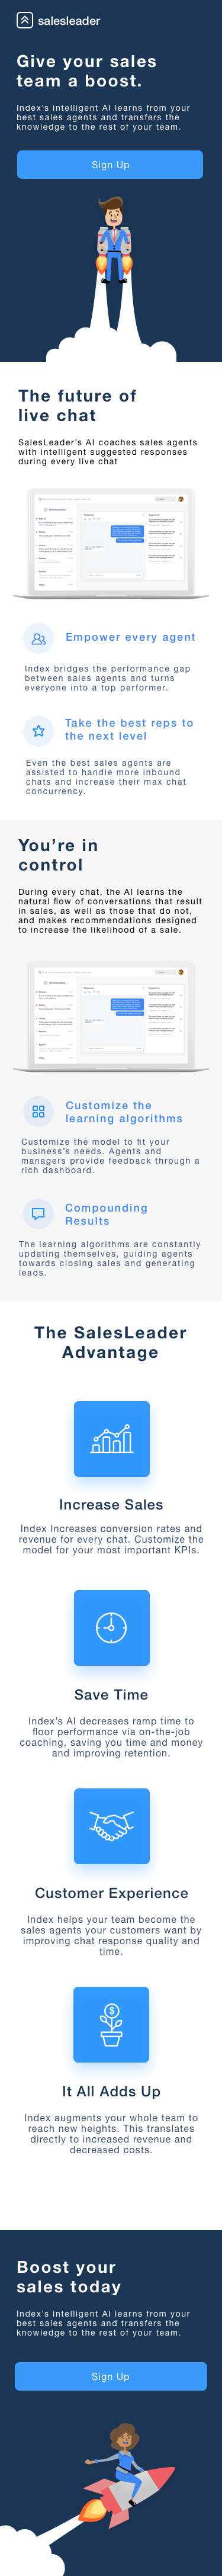 salesleader
Give your sales
team a boost.
Index's intelligent AI learns from your
best sales agents and transfers the
knowledge to the rest of your team.
Sign Up
The future of
live chat
SalesLeader's AI coaches sales agents
with intelligent suggested responses
during every live chat
Empower every agent
Index bridges the performance gap
between sales agents and turns
everyone into a top performer.
Take the best reps to
the next level
Even the best sales agents are
assisted to handle more inbound
chats and increase their max chat
concurrency.
You're in
control
During every chat, the AI learns the
natural flow of conversations that result
in sales, as well as those that do not,
and makes recommendations designed
to increase the likelihood of a sale.
Customize the
learning algorithms
Customize the model to fit your
business's needs. Agents and
managers provide feedback through a
rich dashboard.
Compounding
Results
The learning algorithms are constantly
updating themselves, guiding agents
towards closing sales and generating
leads.
The SalesLeader
Advantage
Increase Sales
Index Increases conversion rates and
revenue for every chat. Customize the
model for your most important KPIs.
Save Time
Index's AI decreases ramp time to
floor performance via on-the-job
coaching, saving you time and money
and improving retention.
Customer Experience
Index helps your team become the
sales agents your customers want by
improving chat response quality and
time.
$
It All Adds Up
Index augments your whole team to
reach new heights. This translates
directly to increased revenue and
decreased costs.
Boost your
sales today
Index's intelligent AI learns from your
best sales agents and transfers the
knowledge to the rest of your team.
Sign Up